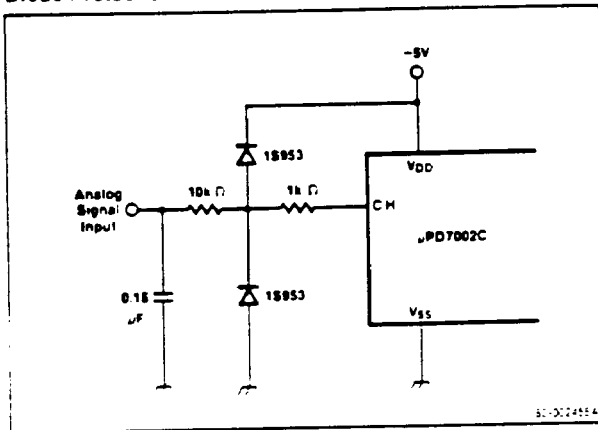 -5V
1S953
VDD
10k Ω
1k Ω
Analog
Signal
Input
CH
μPD7002C
0.15
μF
1S953
VSS